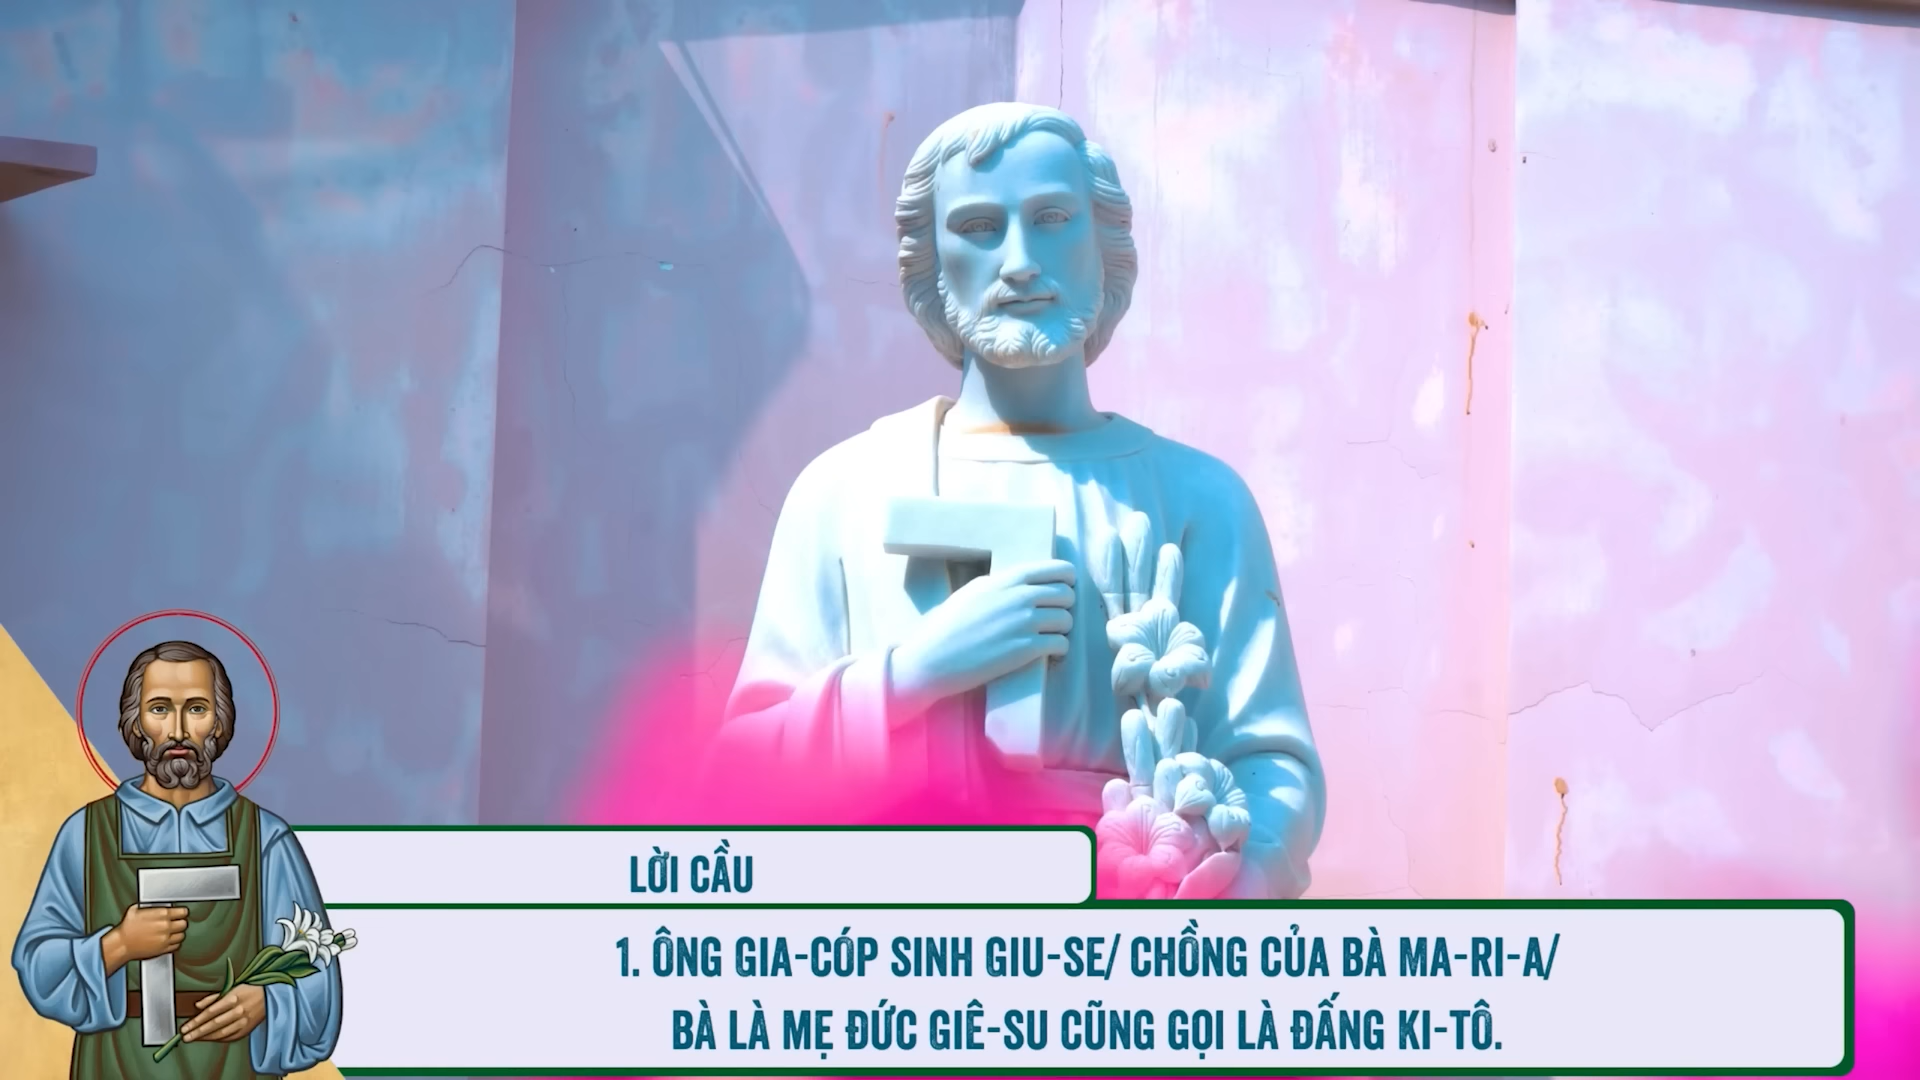 LỜI CẦU
1. ÔNG GIA-CÓP SINH GIU-SE/ CHỒNG CỦA BÀ MA-RI-A/
BÀ LÀ MẸ ĐỨC GIÊ-SU CŨNG GỌI LÀ ĐẤNG KI-TÔ.